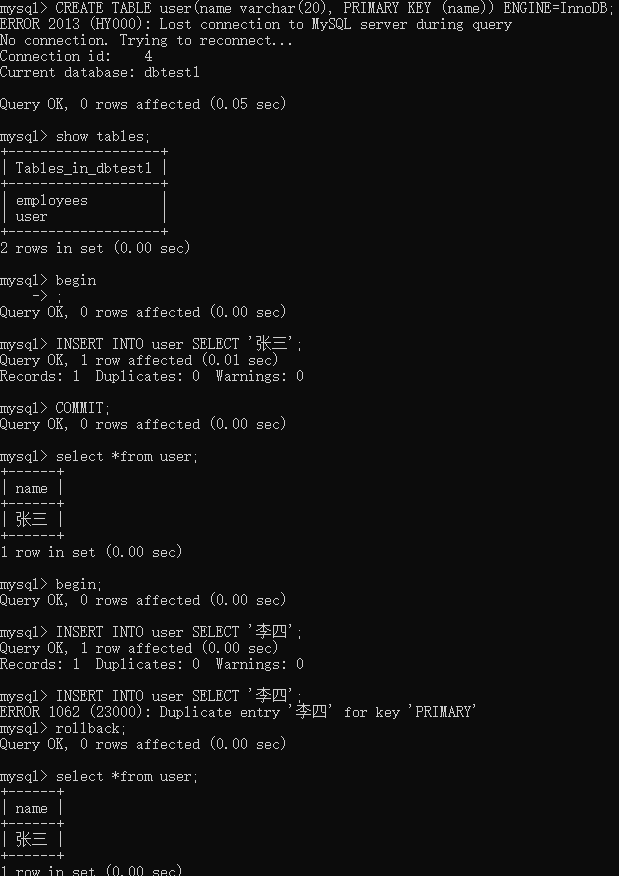 mysql> CREATE TABLE user(name varchar(20), PRIMARY KEY (name)) ENGINE=InnoDB;
ERROR 2013 (HY000): Lost connection to MySQL server during query
No connection. Trying to reconnect...
Connection id:    4
Current database: dbtest1

Query OK, 0 rows affected (0.05 sec)

mysql> show tables;
+-------------------+
| Tables_in_dbtest1 |
+-------------------+
| employees         |
| user              |
+-------------------+
2 rows in set (0.00 sec)

mysql> begin
    -> ;
Query OK, 0 rows affected (0.00 sec)

mysql> INSERT INTO user SELECT '张三';
Query OK, 1 row affected (0.01 sec)
Records: 1  Duplicates: 0  Warnings: 0

mysql> COMMIT;
Query OK, 0 rows affected (0.00 sec)

mysql> select *from user;
+------+
| name |
+------+
| 张三 |
+------+
1 row in set (0.00 sec)

mysql> begin;
Query OK, 0 rows affected (0.00 sec)

mysql> INSERT INTO user SELECT '李四';
Query OK, 1 row affected (0.00 sec)
Records: 1  Duplicates: 0  Warnings: 0

mysql> INSERT INTO user SELECT '李四';
ERROR 1062 (23000): Duplicate entry '李四' for key 'PRIMARY'
mysql> rollback;
Query OK, 0 rows affected (0.00 sec)

mysql> select *from user;
+------+
| name |
+------+
| 张三 |
+------+
1 row in set (0.00 sec)